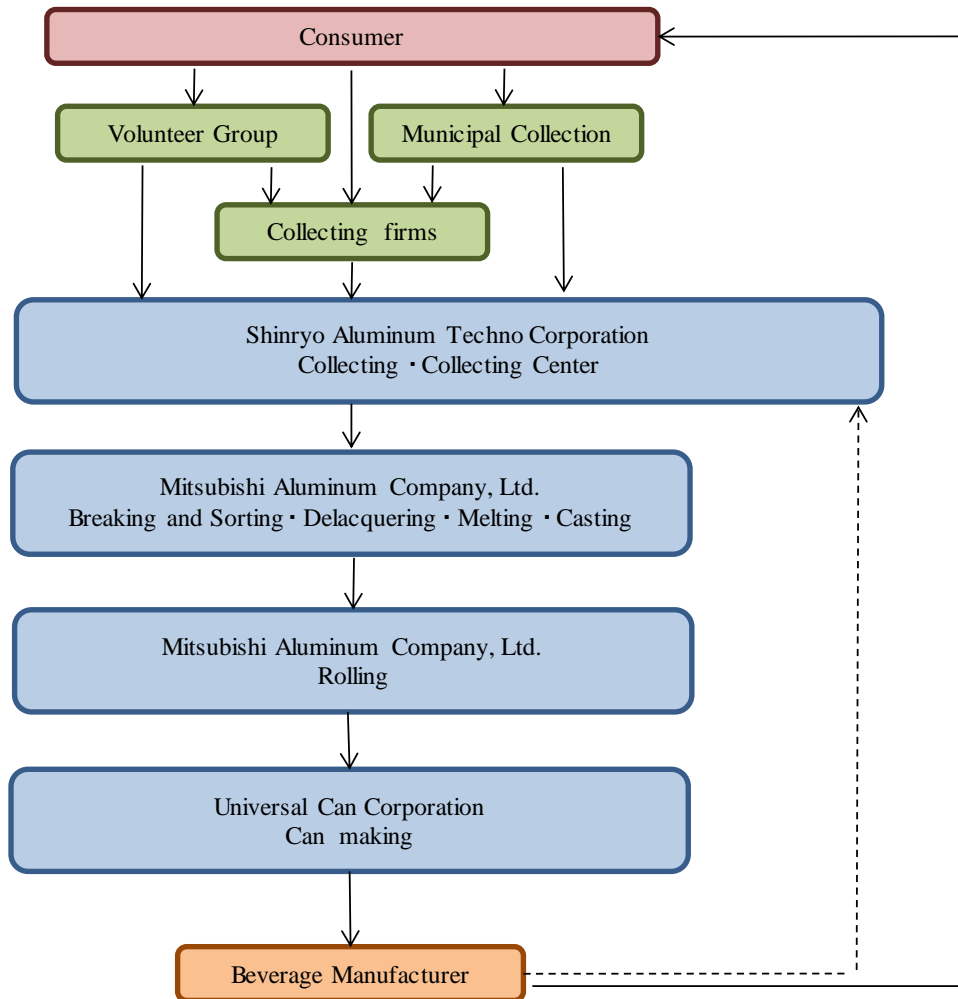 Consumer
Volunteer Group
Municipal Collection
Collecting firms
Shinryo Aluminum Techno Corporation
Collecting・Collecting Center
Mitsubishi Aluminum Company, Ltd.
Breaking and Sorting・Delacquering・Melting・Casting
Mitsubishi Aluminum Company, Ltd.
Rolling
Universal Can Corporation
Can making
Beverage Manufacturer